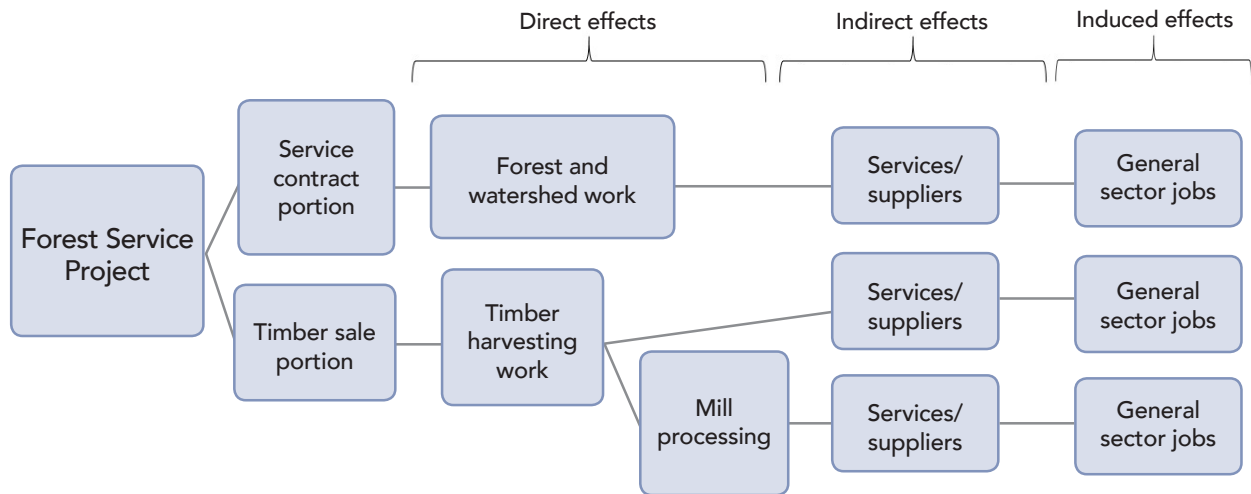 Direct effects
Indirect effects
Induced effects
Forest Service
Project
Service
contract
portion
Forest and
watershed work
Services/
suppliers
General
sector jobs
Timber sale
portion
Timber
harvesting
work
Services/
suppliers
General
sector jobs
Mill
processing
Services/
suppliers
General
sector jobs